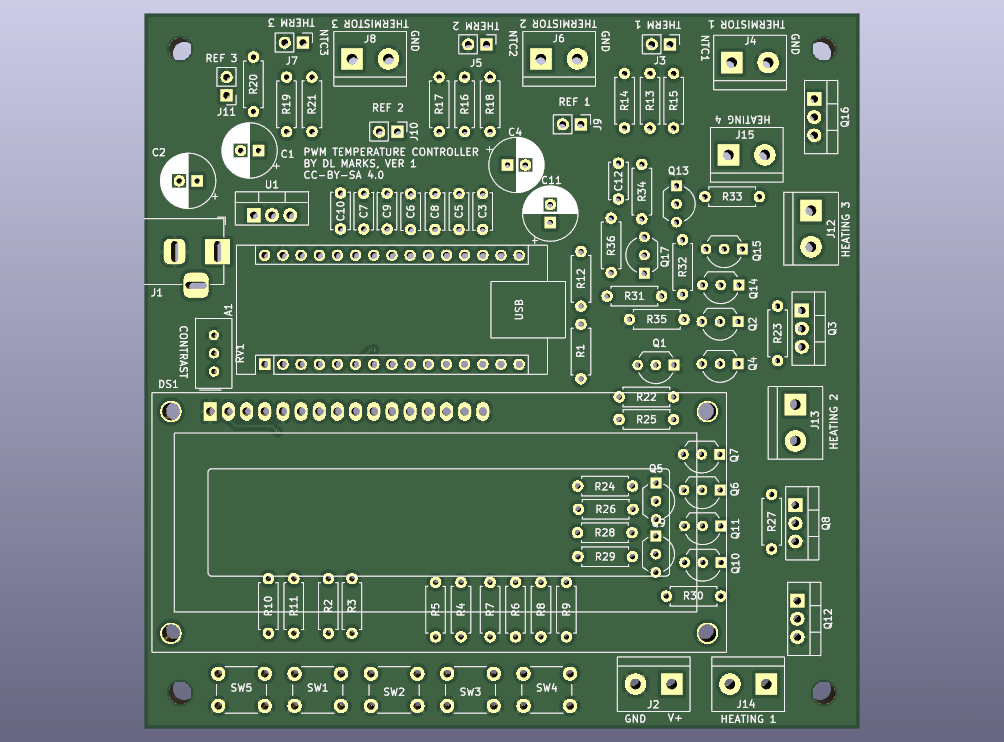 THERM 3
THERMISTOR 3
THERM 2
THERMISTOR 2
THERM 1
THERMISTOR 1
J8
NTC3
GND
J6
NTC2
GND
J4
NTC1
GND
REF 3
J7
J5
J3
R20
J11
R19
R21
REF 2
J10
R17
R16
R18
REF 1
J9
R14
R13
R15
HEATING 4
J15
Q16
C2
C1
PWM TEMPERATURE CONTROLLER
BY DL MARKS, VER 1
CC-BY-SA 4.0
C4
C11
U1
C10
C7
C9
C6
C8
C5
C3
C12
R34
Q13
R33
J12
HEATING 3
R36
Q17
R32
Q15
J1
A1
USB
R12
R31
Q14
R35
Q2
R23
Q3
CONTRAST
RV1
R1
Q1
Q4
DS1
R22
R25
J13
HEATING 2
Q7
Q5
R24
Q6
R26
Q9
Q11
R27
Q8
R28
R29
Q10
R10
R11
R2
R3
R5
R4
R7
R6
R8
R9
R30
Q12
SW5
SW1
SW2
SW3
SW4
J2
GND
V+
J14
HEATING 1